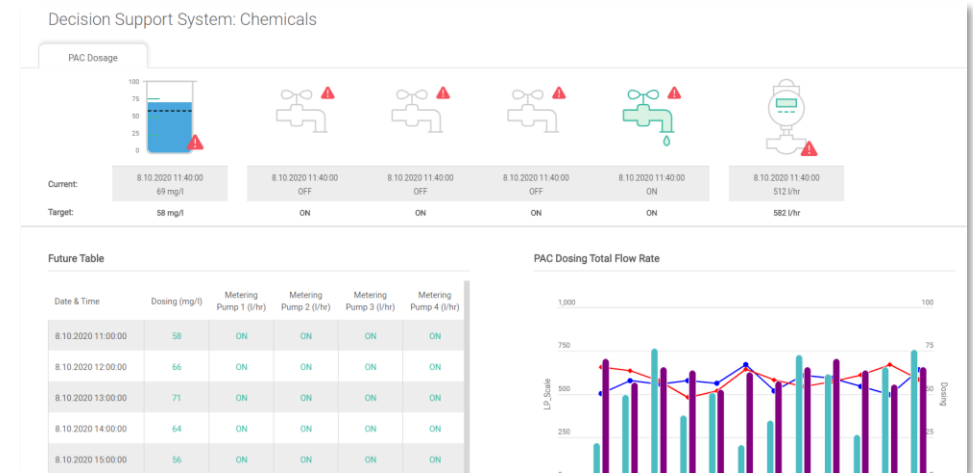 Decision Support System: Chemicals
PAC Dosage
100
75
50
25
0
Current:
8.10.2020 11:40:00
69 mg/l
8.10.2020 11:40:00
OFF
8.10.2020 11:40:00
OFF
8.10.2020 11:40:00
OFF
8.10.2020 11:40:00
ON
8.10.2020 11:40:00
512 l/hr
Target: 58 mg/l ON ON ON ON 582 l/hr
Future Table
Date & Time Dosing (mg/l) Metering Pump 1 (l/hr) Metering Pump 2 (l/hr) Metering Pump 3 (l/hr) Metering Pump 4 (l/hr)
8.10.2020 11:00:00 58 ON ON ON ON
8.10.2020 12:00:00 66 ON ON ON ON
8.10.2020 13:00:00 71 ON ON ON ON
8.10.2020 14:00:00 64 ON ON ON ON
8.10.2020 15:00:00 56 ON ON ON ON
PAC Dosing Total Flow Rate
1,000 100
750 75
500 50
250 25
LP_Scale
Dosing